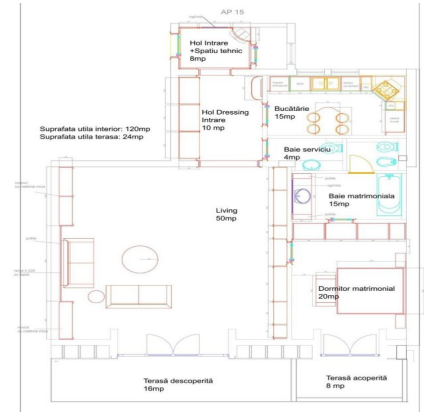 AP 15
Hol Intrare
+Spatiu tehnic
8mp
Hol Dressing
Intrare
10 mp
Bucătărie
15mp
Suprafata utila interior: 120mp
Suprafata utila terasa: 24mp
Baie serviciu
4mp
Baie matrimoniala
15mp
Living
50mp
Dormitor matrimonial
20mp
Terasă descoperită
16mp
Terasă acoperită
8 mp